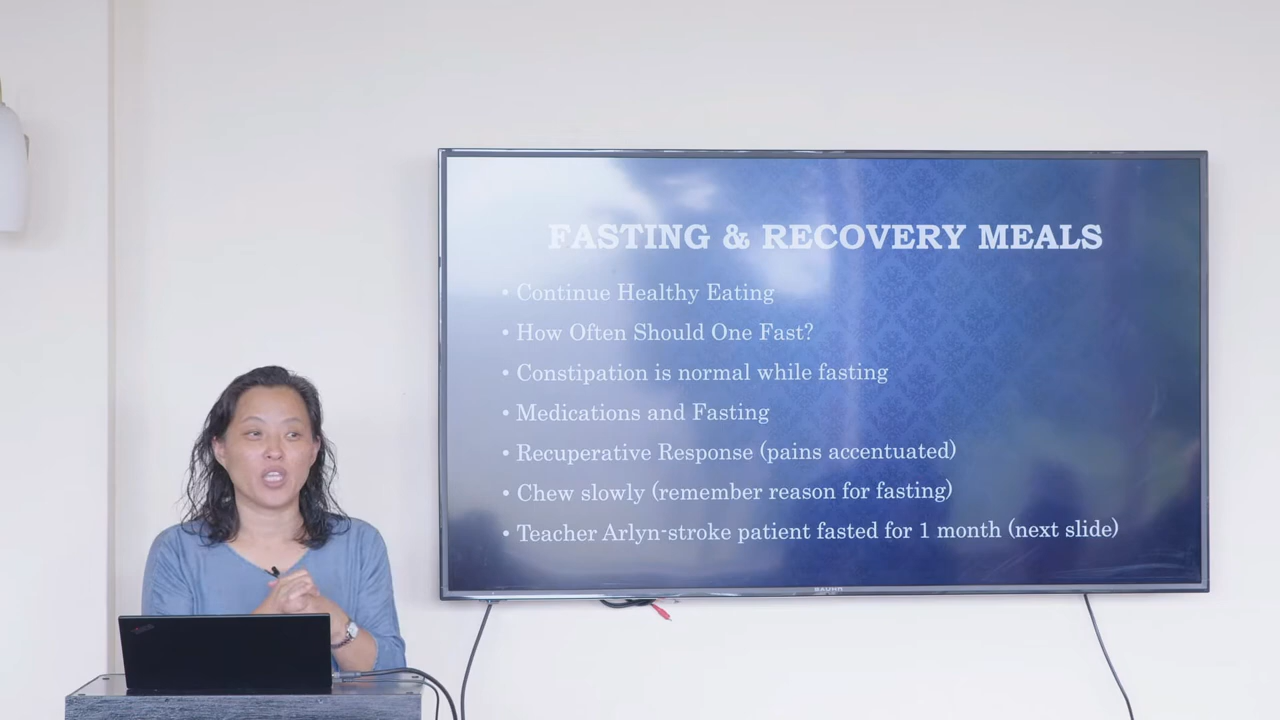 FASTING & RECOVERY MEALS
• Continue Healthy Eating
• How Often Should One Fast?
• Constipation is normal while fasting
• Medications and Fasting
• Recuperative Response (pains accentuated)
• Chew slowly (remember reason for fasting)
• Teacher Arlyn-stroke patient fasted for 1 month (next slide)